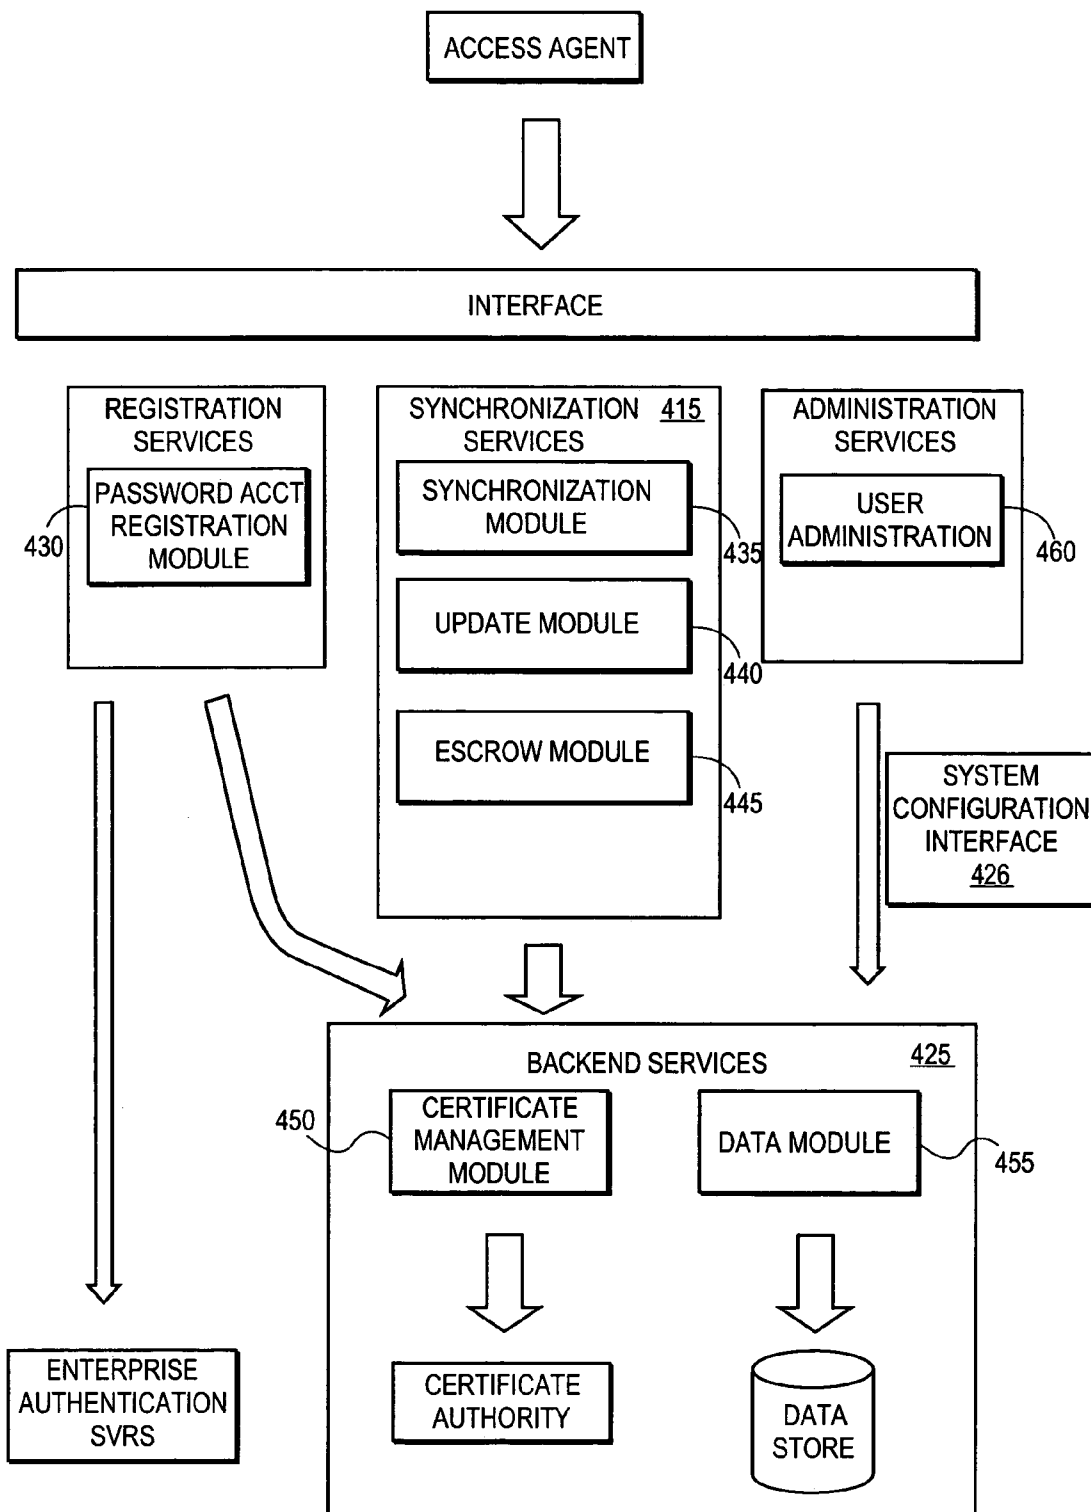 ACCESS AGENT
INTERFACE
REGISTRATION
SERVICES
PASSWORD ACCT
REGISTRATION
MODULE
430
SYNCHRONIZATION
SERVICES
415
SYNCHRONIZATION
MODULE
435
UPDATE MODULE
440
ESCROW MODULE
445
ADMINISTRATION
SERVICES
USER
ADMINISTRATION
460
SYSTEM
CONFIGURATION
INTERFACE
426
BACKEND SERVICES
425
450
CERTIFICATE
MANAGEMENT
MODULE
DATA MODULE
455
ENTERPRISE
AUTHENTICATION
SVRS
CERTIFICATE
AUTHORITY
DATA
STORE